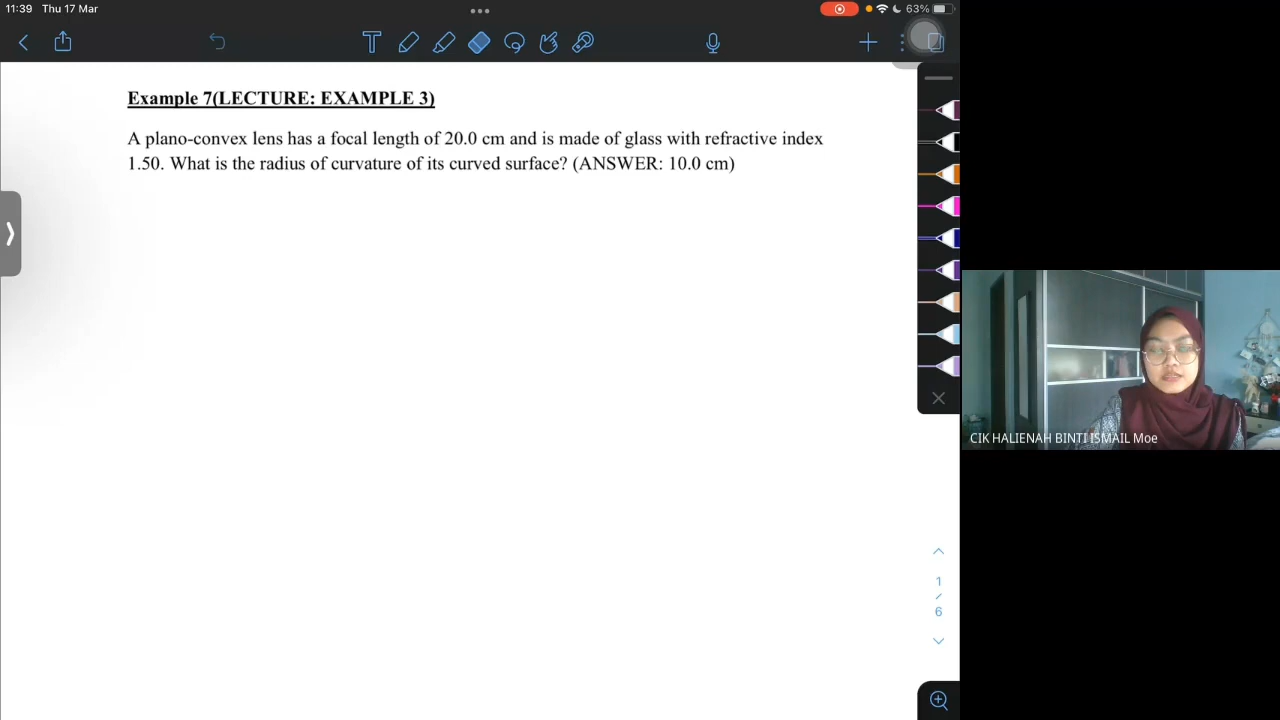 11:39 Thu 17 Mar
63%
Example 7(LECTURE: EXAMPLE 3)
A plano-convex lens has a focal length of 20.0 cm and is made of glass with refractive index
1.50. What is the radius of curvature of its curved surface? (ANSWER: 10.0 cm)
CIK HALIENAH BINTI ISMAIL Moe
1
/
6